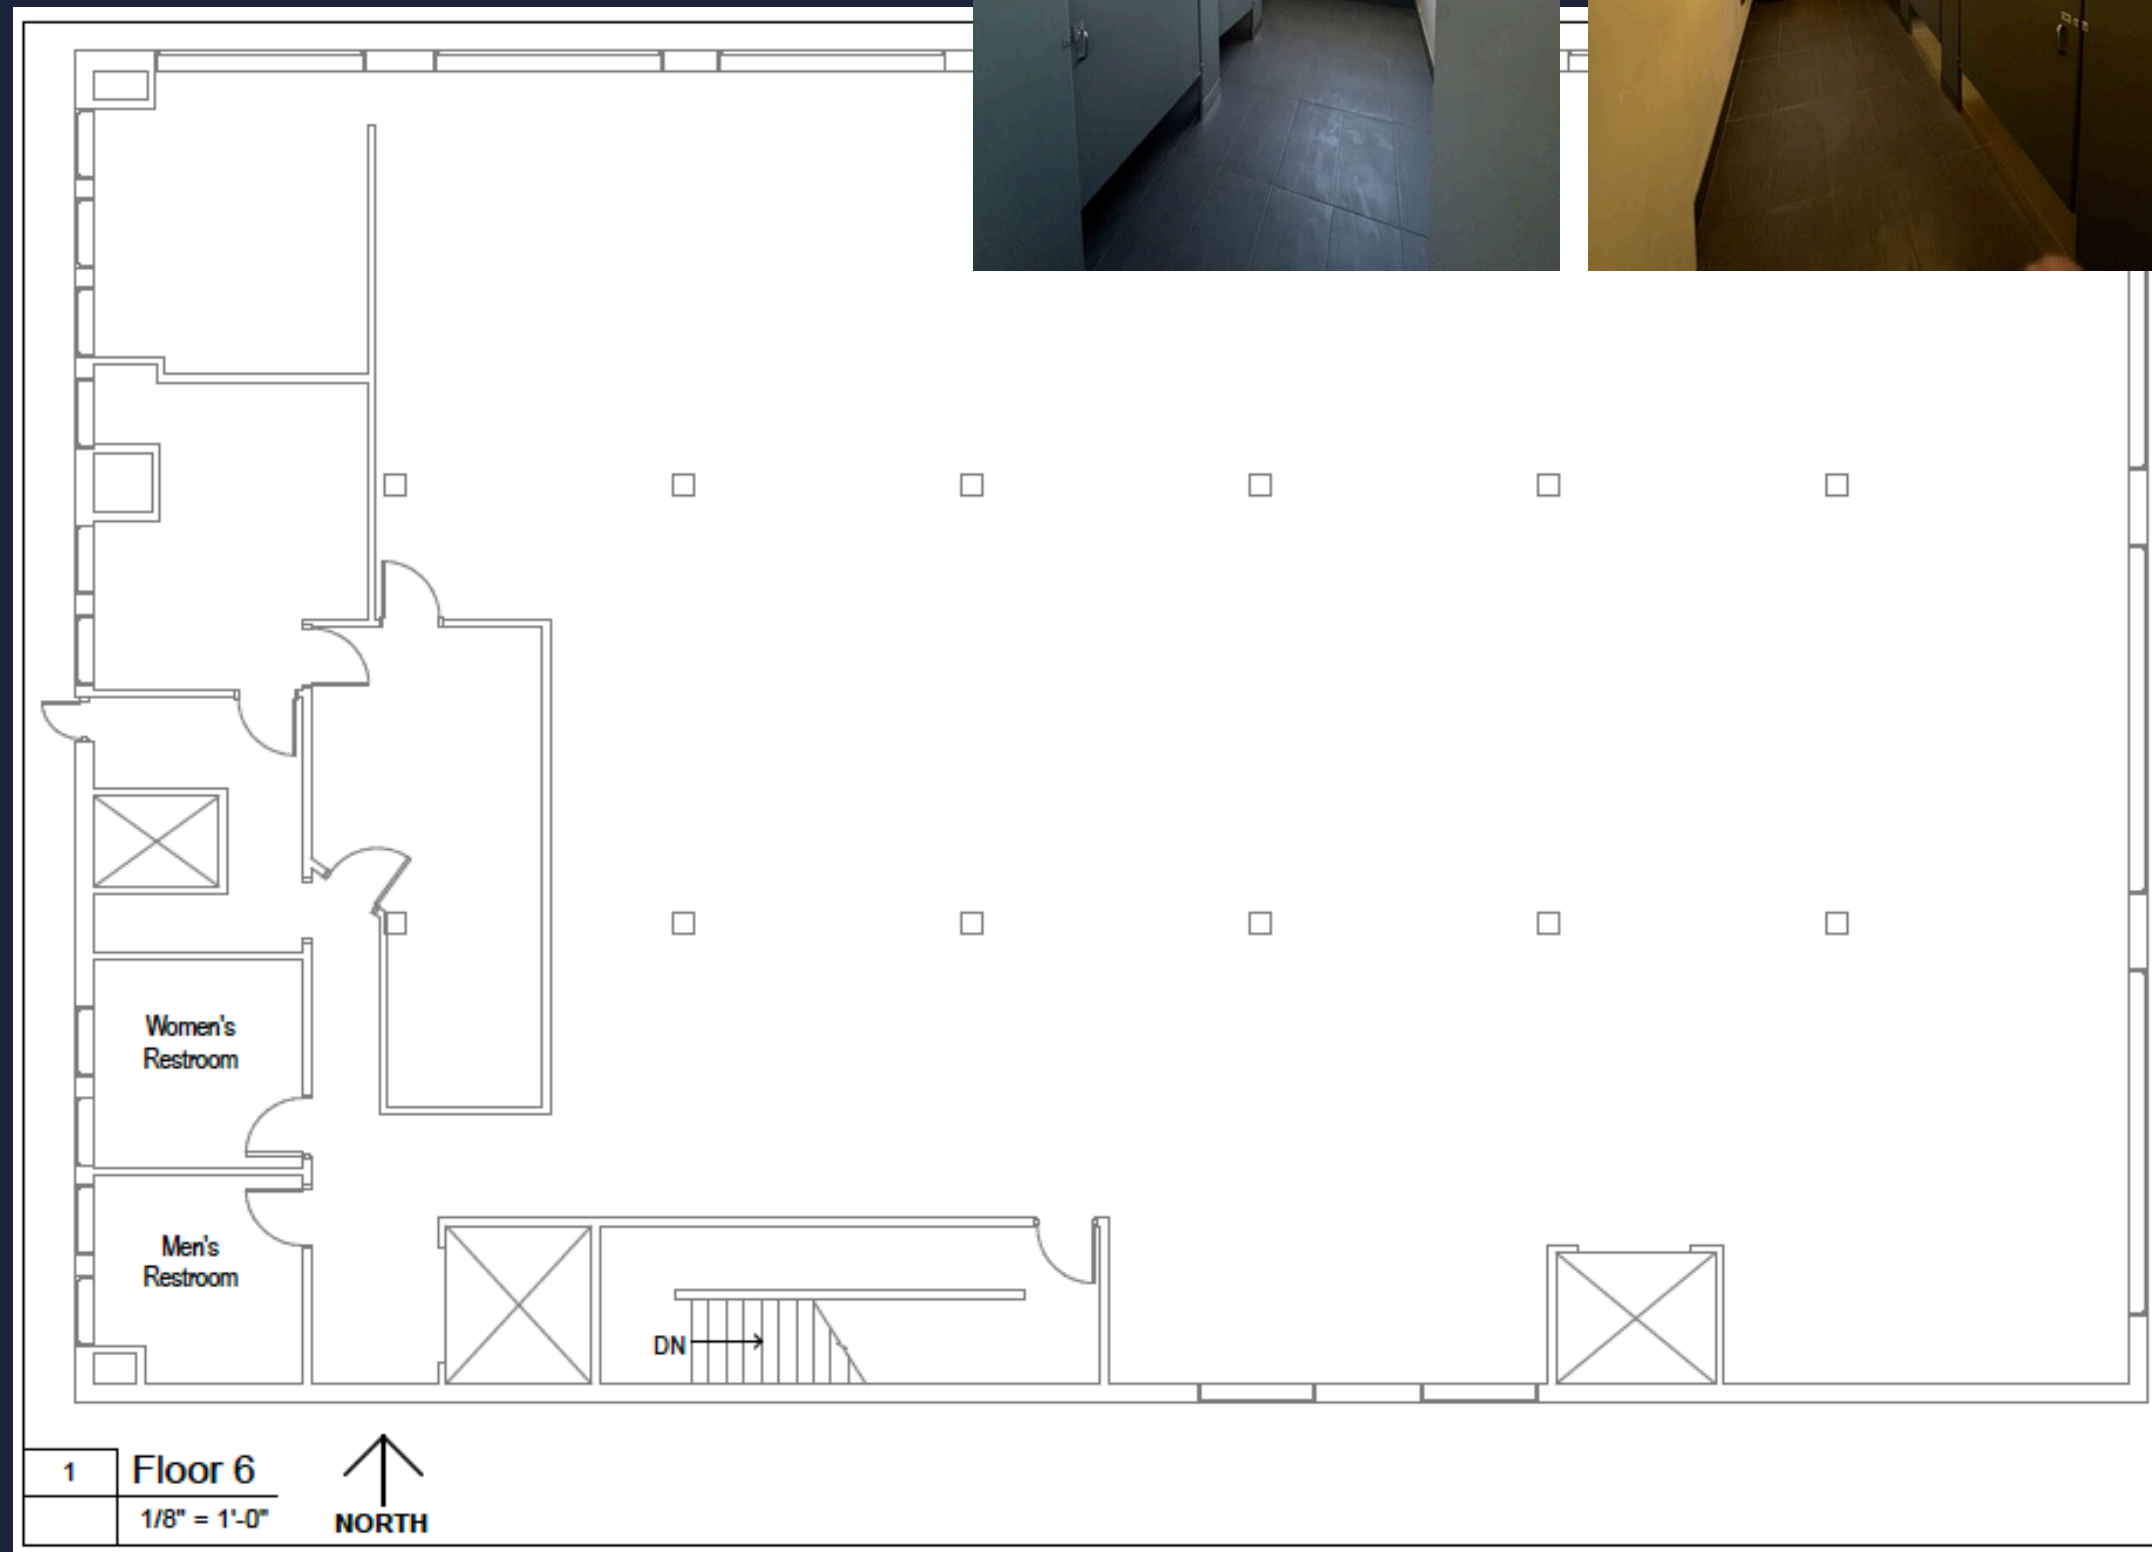 Women's
Restroom
Men's
Restroom
DN
1
Floor 6
1/8" = 1'-0"
NORTH